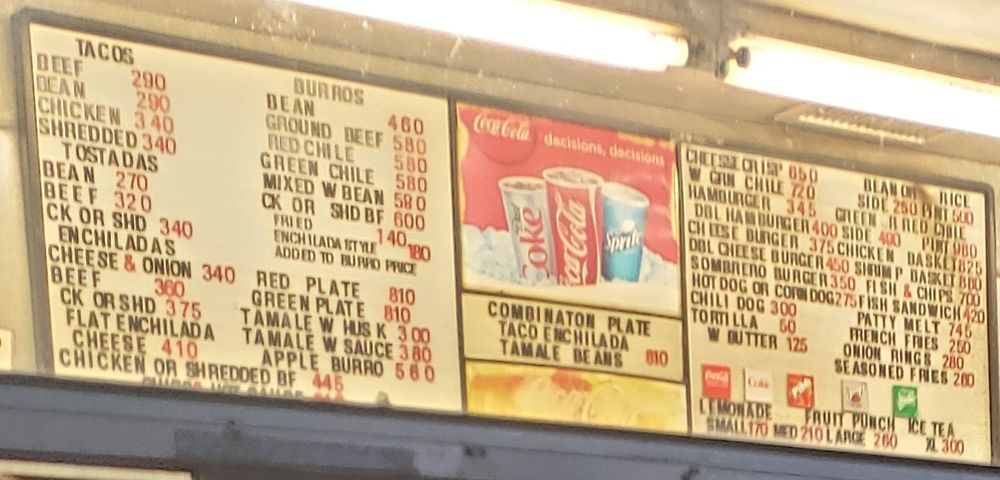 TACOS
BEEF 290
BEAN 290
CHICKEN 340
SHREDDED 340
TOSTADAS
BEAN 270
BEEF 320
CK OR SHD 340
ENCHILADAS
CHEESE & ONION 340
BEEF 360
CK OR SHD 375
FLAT ENCHILADA
CHEESE 410
CHICKEN OR SHREDDED BF 445
BURROS
BEAN 460
GROUND BEEF 580
RED CHILE 580
GREEN CHILE 580
MIXED W BEAN 580
CK OR SHD BF 600
FRIED 140
ENCHILADA STYLE 180
ADDED TO BURRO PRICE
RED PLATE 810
GREEN PLATE 810
TAMALE W HUSK 300
TAMALE W SAUCE 380
APPLE BURRO 560
Coca-Cola
decisions, decisions
Coke
Coca-Cola
Sprite
COMBINATON PLATE
TACO ENCHILADA
TAMALE BEANS 810
CHEESE CRISP 650
W GRN CHILE 720
HAMBURGER 345
DBL HAMBURGER 400
CHEESE BURGER 375
DBL CHEESE BURGER 450
SOMBRERO BURGER 350
HOT DOG OR CORN DOG 275
CHILI DOG 300
TORTILLA 50
W BUTTER 125
BEAN OR RICE
SIDE 250 PINT 500
GREEN RED CHILE
SIDE 400 PINT 980
CHICKEN BASKET 825
SHRIMP BASKET 880
FISH & CHIPS 700
FISH SANDWICH 420
PATTY MELT 745
FRENCH FRIES 250
ONION RINGS 280
SEASONED FRIES 280
LEMONADE FRUIT PUNCH ICE TEA
SMALL 170 MED 210 LARGE 260 XL 300